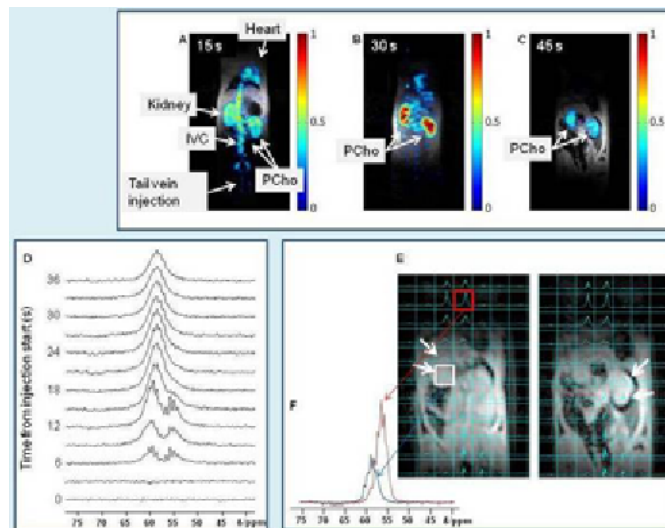 A
15 s
Heart
Kidney
IVC
Tail vein
injection
PCho
1
0.5
0
B
30 s
PCho
1
0.5
0
C
45 s
PCho
1
0.5
0
D
Time from injection start (s)
36
30
24
18
12
6
0
75 70 65 60 55 50 45 δ ppm
E
F
75 70 65 60 55 50 45 δ ppm